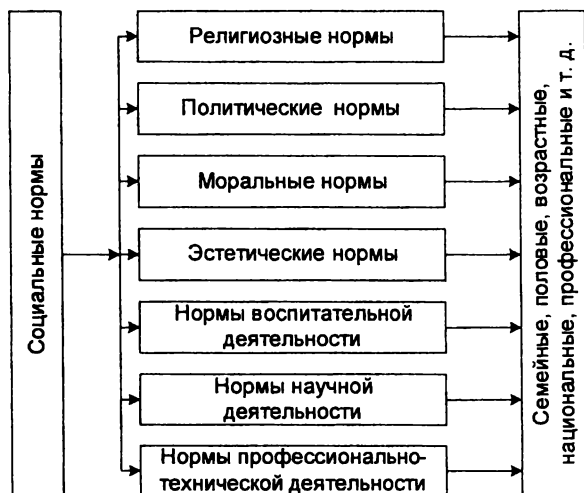 Социальные нормы
Религиозные нормы
Политические нормы
Моральные нормы
Эстетические нормы
Нормы воспитательной
деятельности
Нормы научной
деятельности
Нормы профессионально-
технической деятельности
Семейные, половые, возрастные,
национальные, профессиональные и т. д.